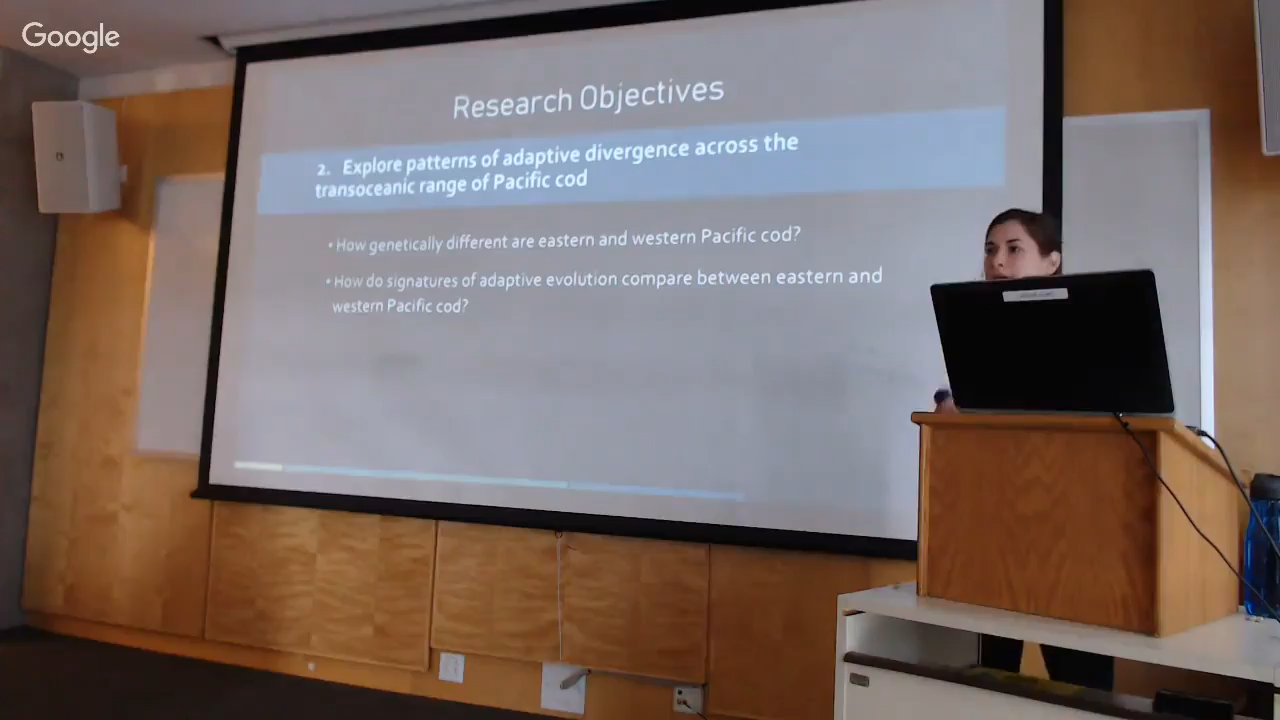 Google
Research Objectives
2. Explore patterns of adaptive divergence across the
transoceanic range of Pacific cod
• How genetically different are eastern and western Pacific cod?
• How do signatures of adaptive evolution compare between eastern and
western Pacific cod?